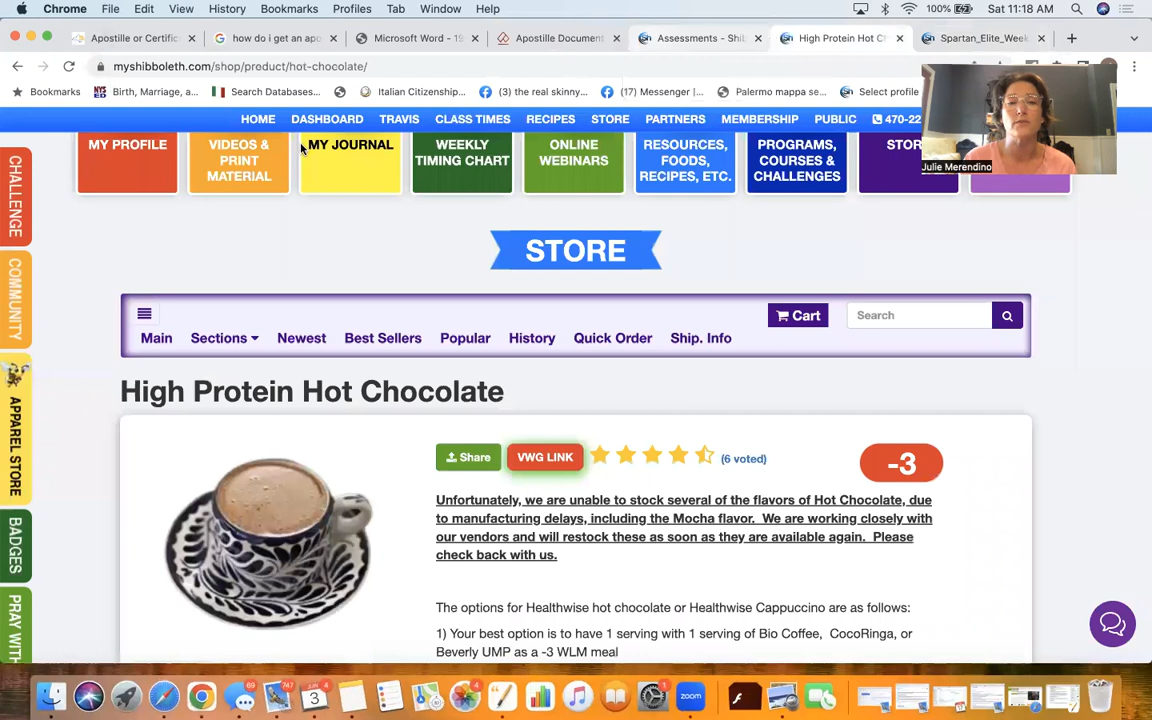 Chrome File Edit View History Bookmarks Profiles Tab Window Help 100% Sat 11:18 AM
Apostille or Certific how do i get an apo Microsoft Word - 19 Apostille Document Assessments - Shib High Protein Hot Ch Spartan_Elite_Week
myshibboleth.com/shop/product/hot-chocolate/
Bookmarks Birth, Marriage, a... Search Databases... Italian Citizenship... (3) the real skinny... (17) Messenger |... Palermo mappa se... Select profile
HOME DASHBOARD TRAVIS CLASS TIMES RECIPES STORE PARTNERS MEMBERSHIP PUBLIC 470-22
Julie Merendino
MY PROFILE
VIDEOS &
PRINT
MATERIAL
MY JOURNAL
WEEKLY
TIMING CHART
ONLINE
WEBINARS
RESOURCES,
FOODS,
RECIPES, ETC.
PROGRAMS,
COURSES &
CHALLENGES
STOR
CHALLENGE
COMMUNITY
APPAREL STORE
BADGES
PRAY WITH
STORE
Cart Search
Main Sections Newest Best Sellers Popular History Quick Order Ship. Info
High Protein Hot Chocolate
Share VWG LINK (6 voted) -3
Unfortunately, we are unable to stock several of the flavors of Hot Chocolate, due
to manufacturing delays, including the Mocha flavor. We are working closely with
our vendors and will restock these as soon as they are available again. Please
check back with us.
The options for Healthwise hot chocolate or Healthwise Cappuccino are as follows:
1) Your best option is to have 1 serving with 1 serving of Bio Coffee, CocoRinga, or
Beverly UMP as a -3 WLM meal
69 747 JUN 3 4 4 1 zoom